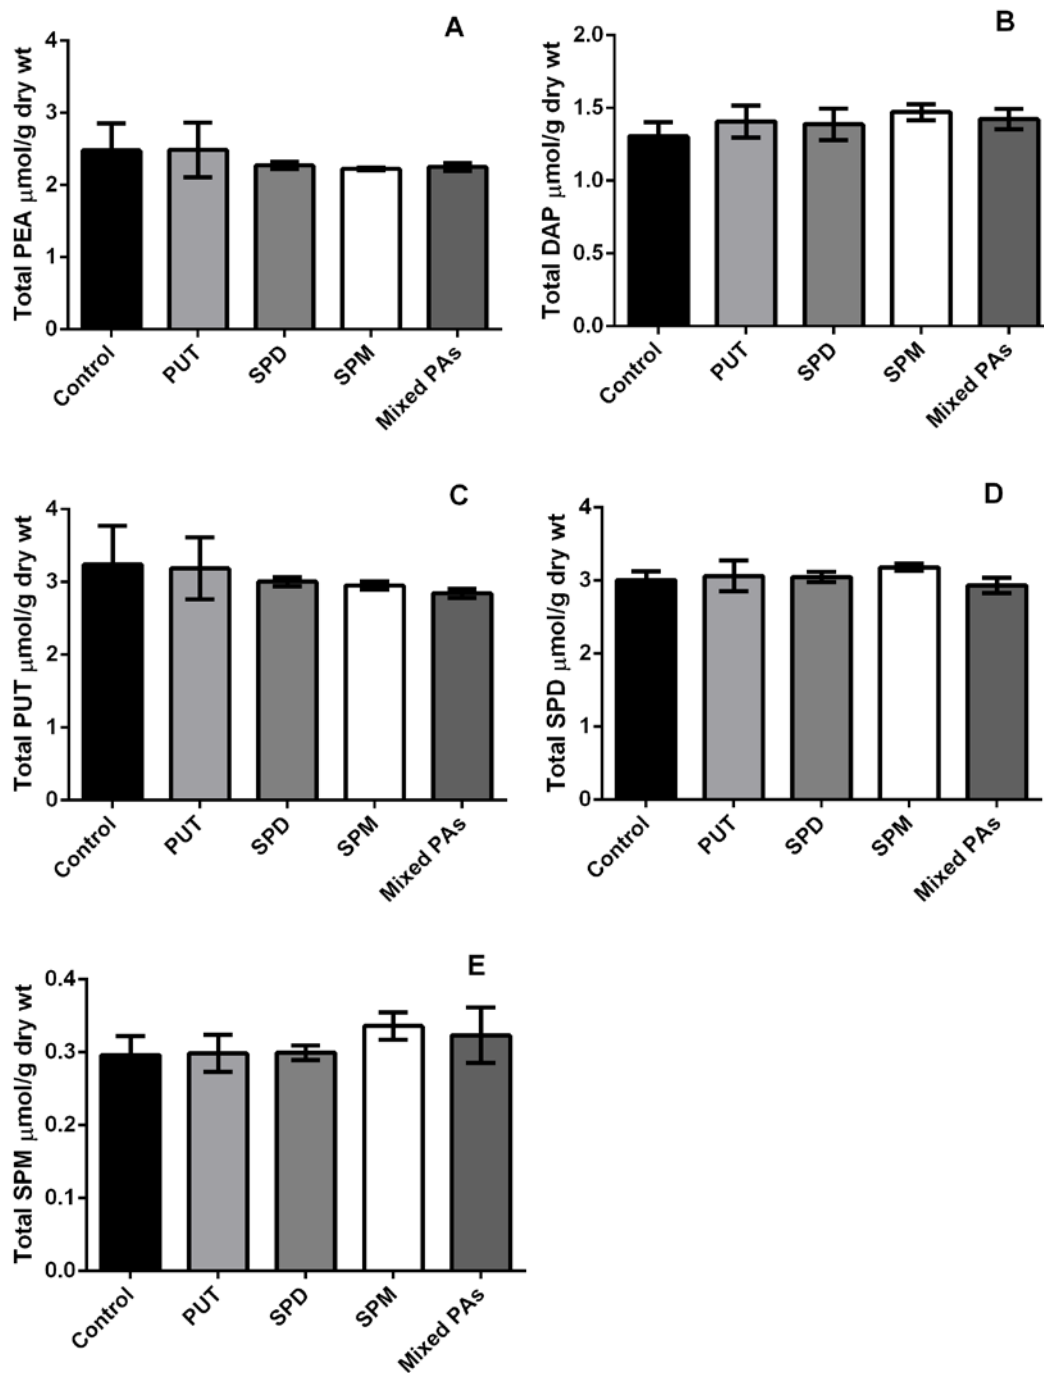 A
Total PEA μmol/g dry wt
4
3
2
1
0
Control
PUT
SPD
SPM
Mixed PAs
B
Total DAP μmol/g dry wt
2.0
1.5
1.0
0.5
0.0
Control
PUT
SPD
SPM
Mixed PAs
C
Total PUT μmol/g dry wt
4
3
2
1
0
Control
PUT
SPD
SPM
Mixed PAs
D
Total SPD μmol/g dry wt
4
3
2
1
0
Control
PUT
SPD
SPM
Mixed PAs
E
Total SPM μmol/g dry wt
0.4
0.3
0.2
0.1
0.0
Control
PUT
SPD
SPM
Mixed PAs